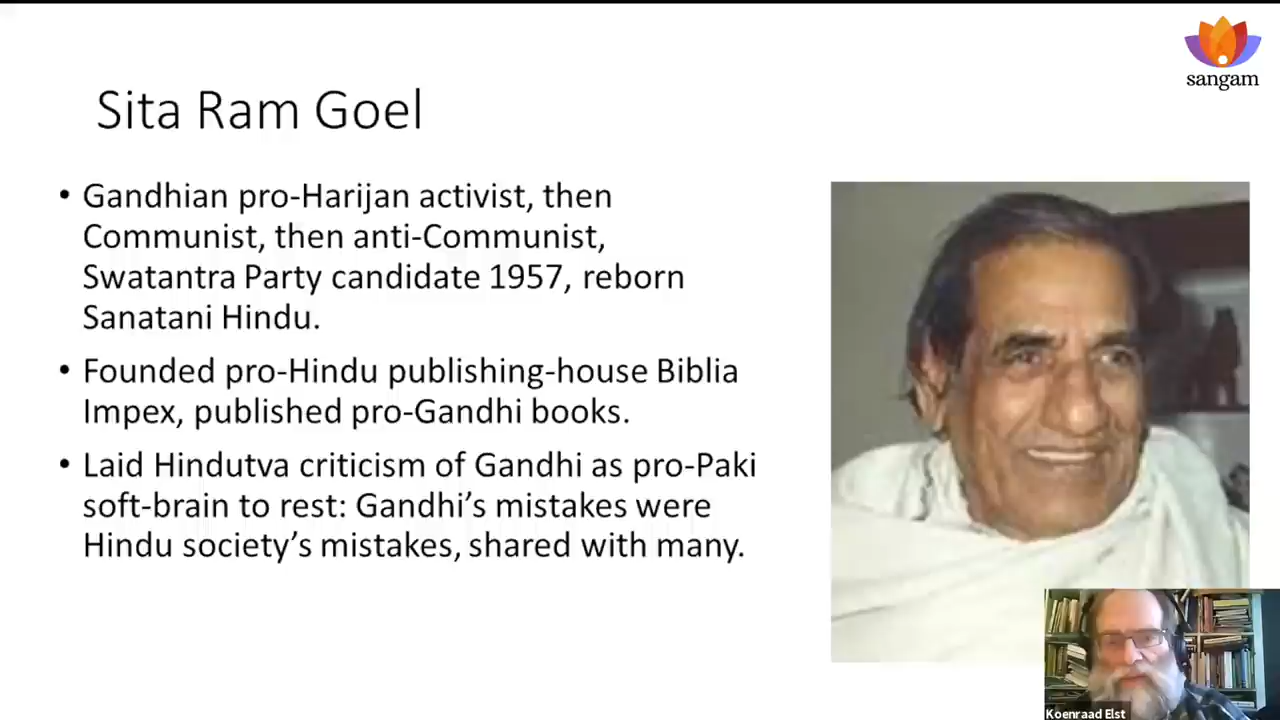 sangam
Sita Ram Goel
• Gandhian pro-Harijan activist, then
Communist, then anti-Communist,
Swatantra Party candidate 1957, reborn
Sanatani Hindu.
• Founded pro-Hindu publishing-house Biblia
Impex, published pro-Gandhi books.
• Laid Hindutva criticism of Gandhi as pro-Paki
soft-brain to rest: Gandhi’s mistakes were
Hindu society’s mistakes, shared with many.
Koenraad Elst